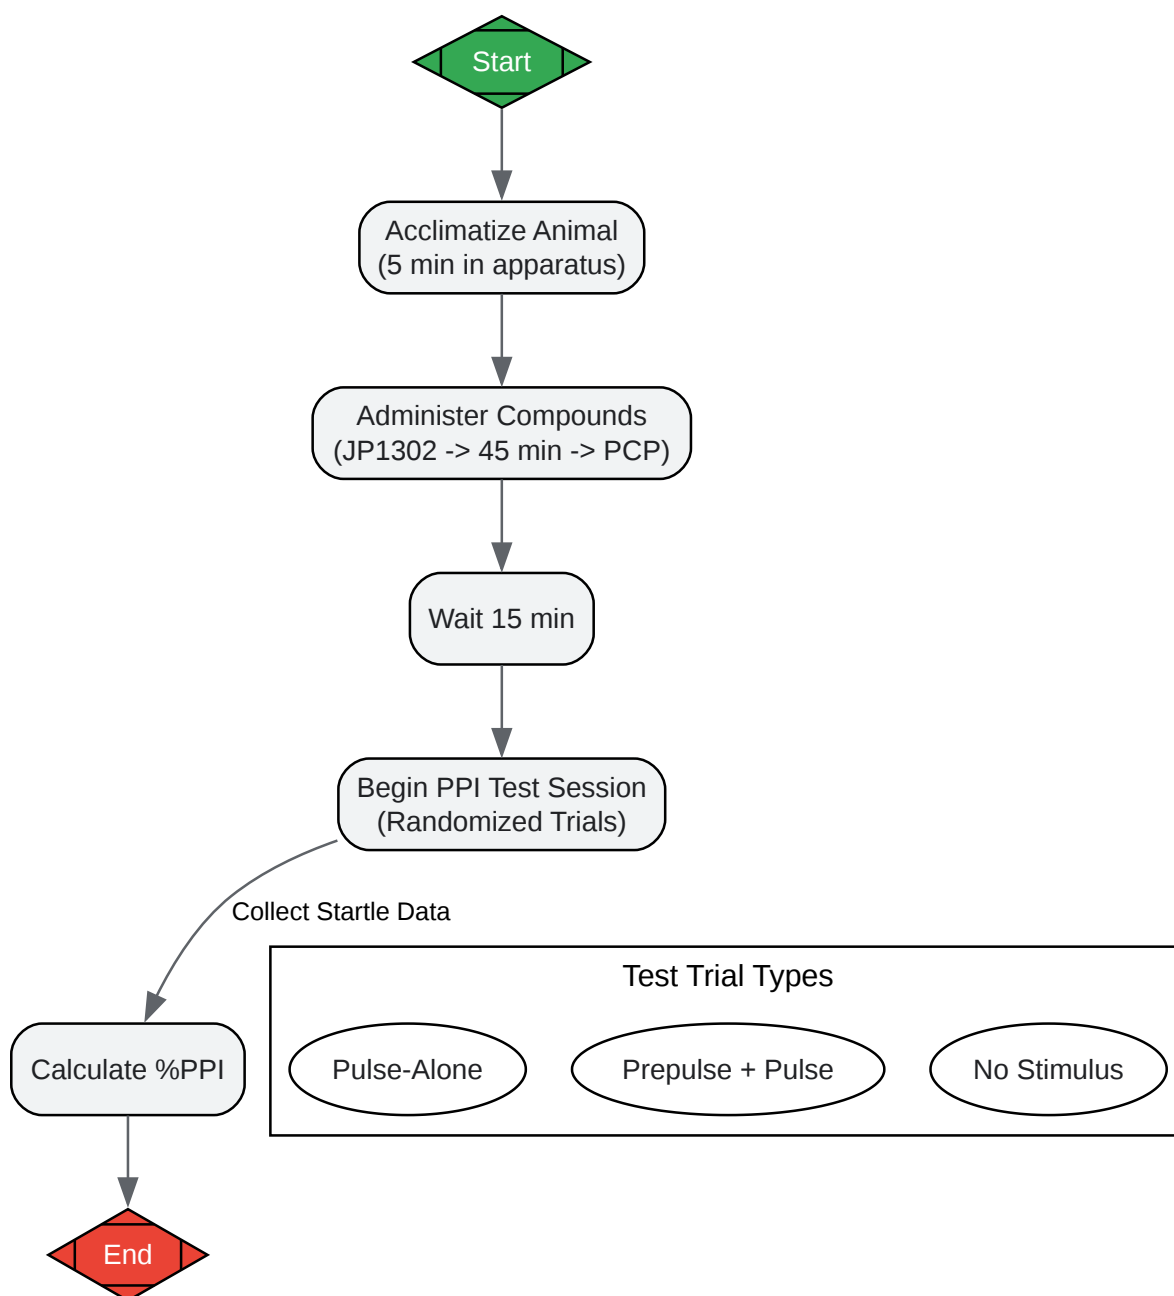 Start
Acclimatize Animal
(5 min in apparatus)
Administer Compounds
(JP1302 -> 45 min -> PCP)
Wait 15 min
Begin PPI Test Session
(Randomized Trials)
Collect Startle Data
Test Trial Types
Calculate %PPI
Pulse-Alone
Prepulse + Pulse
No Stimulus
End